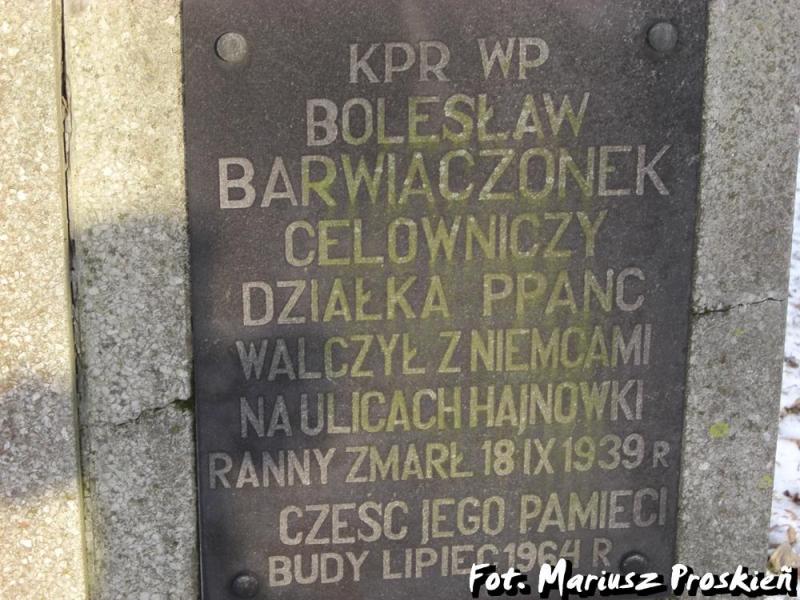 KPR WP
BOLESŁAW
BARWIACZONEK
CELOWNICZY
DZIAŁKA PPANC
WALCZYŁ Z NIEMCAMI
NA ULICACH HAJNOWKI
RANNY ZMARŁ 18 IX 1939 R
CZESC JEGO PAMIECI
BUDY LIPIEC 1964 R
Fot. Mariusz Proskień